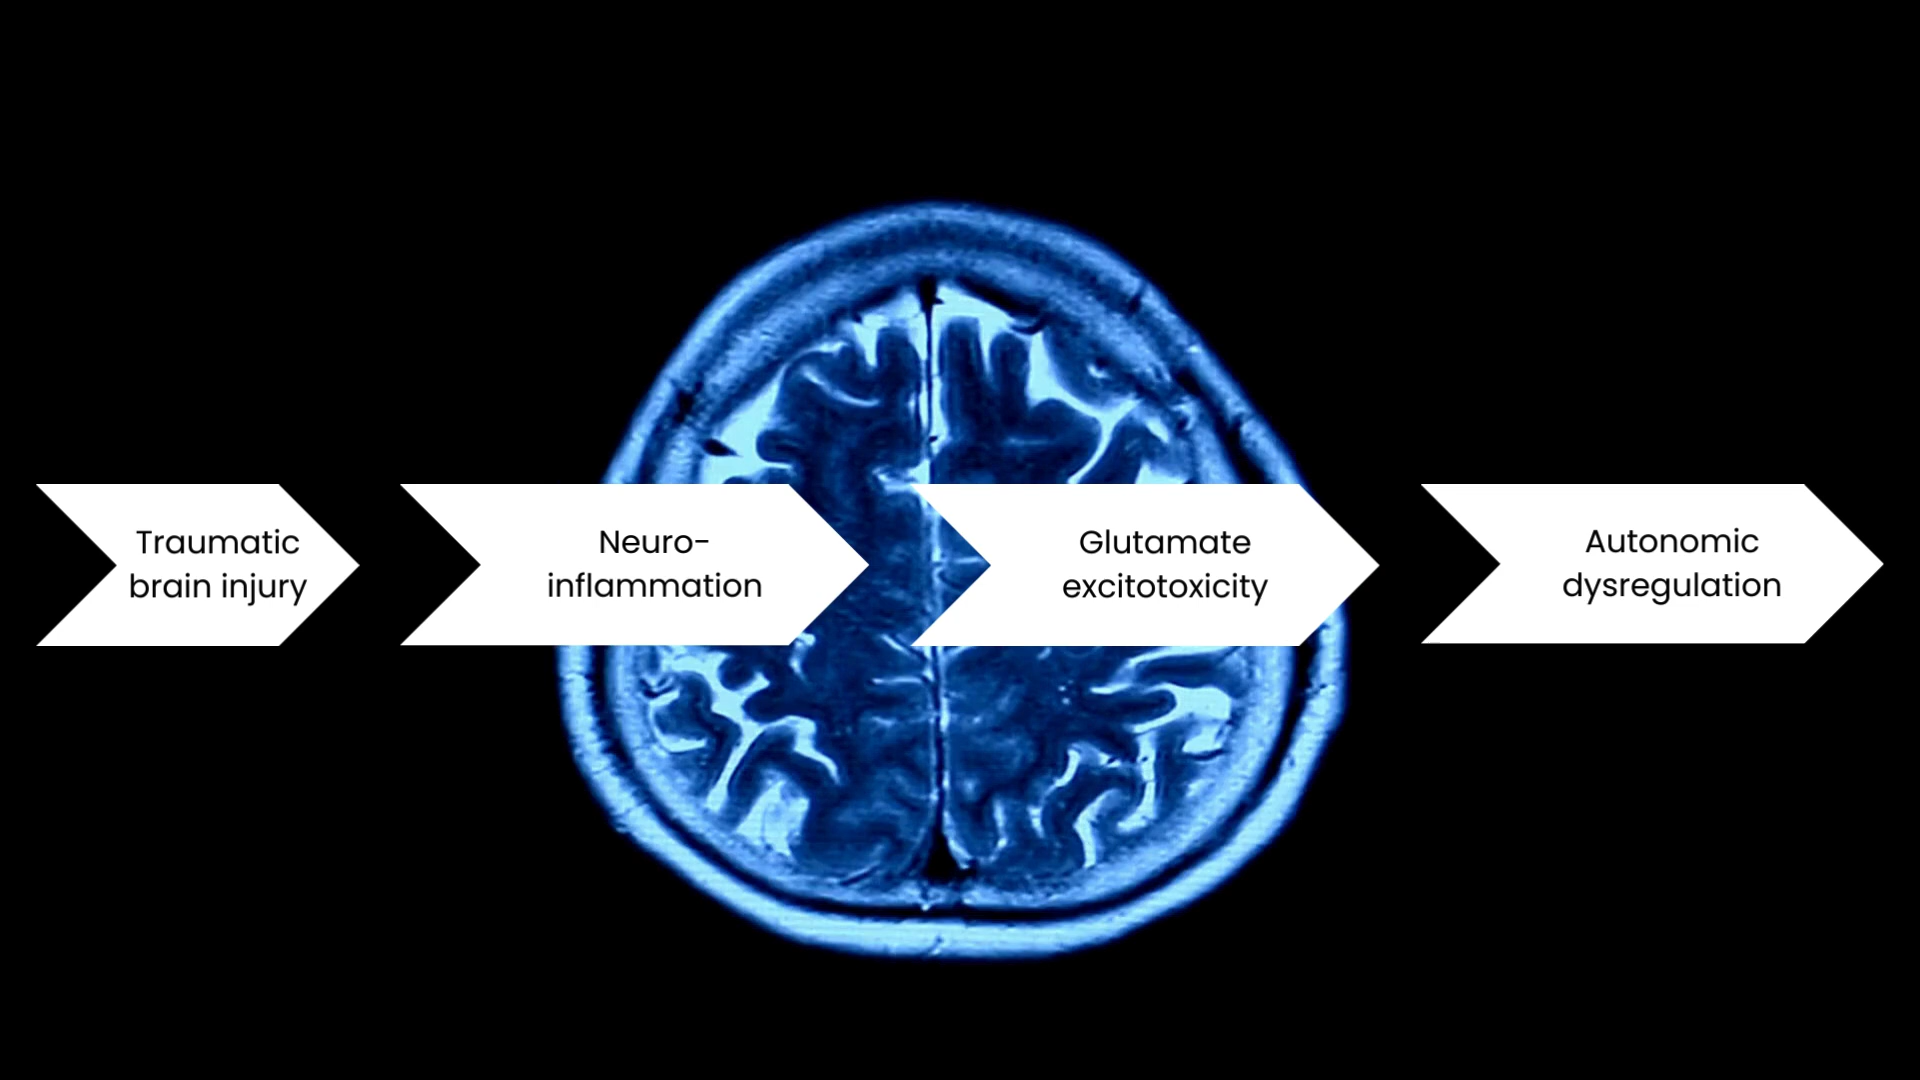 Traumatic
brain injury
Neuro-
inflammation
Glutamate
excitotoxicity
Autonomic
dysregulation